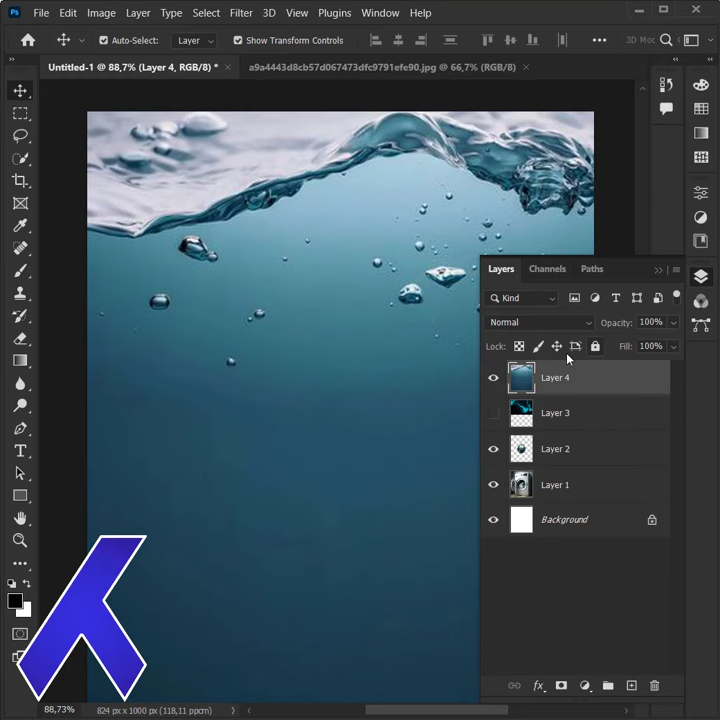 Ps File Edit Image Layer Type Select Filter 3D View Plugins Window Help
Auto-Select: Layer Show Transform Controls 3D Mo
Untitled-1 @ 88,7% (Layer 4, RGB/8) * × a9a4443d8cb57d067473dfc9791efe90.jpg @ 66,7% (RGB/8) ×
Layers Channels Paths
Kind
Normal Opacity: 100%
Lock: Fill: 100%
Layer 4
Layer 3
Layer 2
Layer 1
Background
fx
88,73% 824 px x 1000 px (118,11 ppcm)